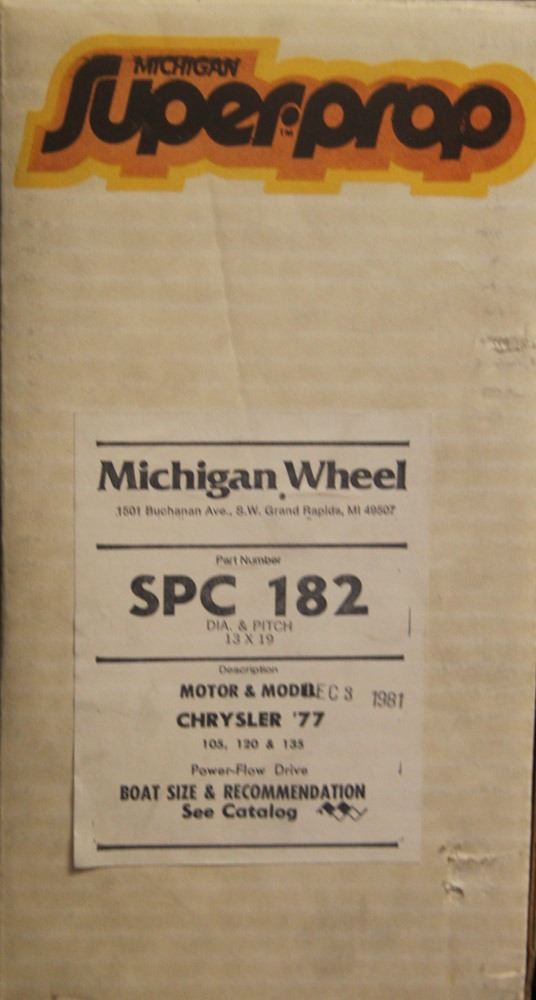 MICHIGAN
Super·prop
TM
Michigan Wheel
1501 Buchanan Ave., S.W. Grand Rapids, MI 49507
Part Number
SPC 182
DIA. & PITCH
13 X 19
Description
MOTOR & MODEL DEC 3 1981
CHRYSLER '77
105, 120 & 135
Power-Flow Drive
BOAT SIZE & RECOMMENDATION
See Catalog